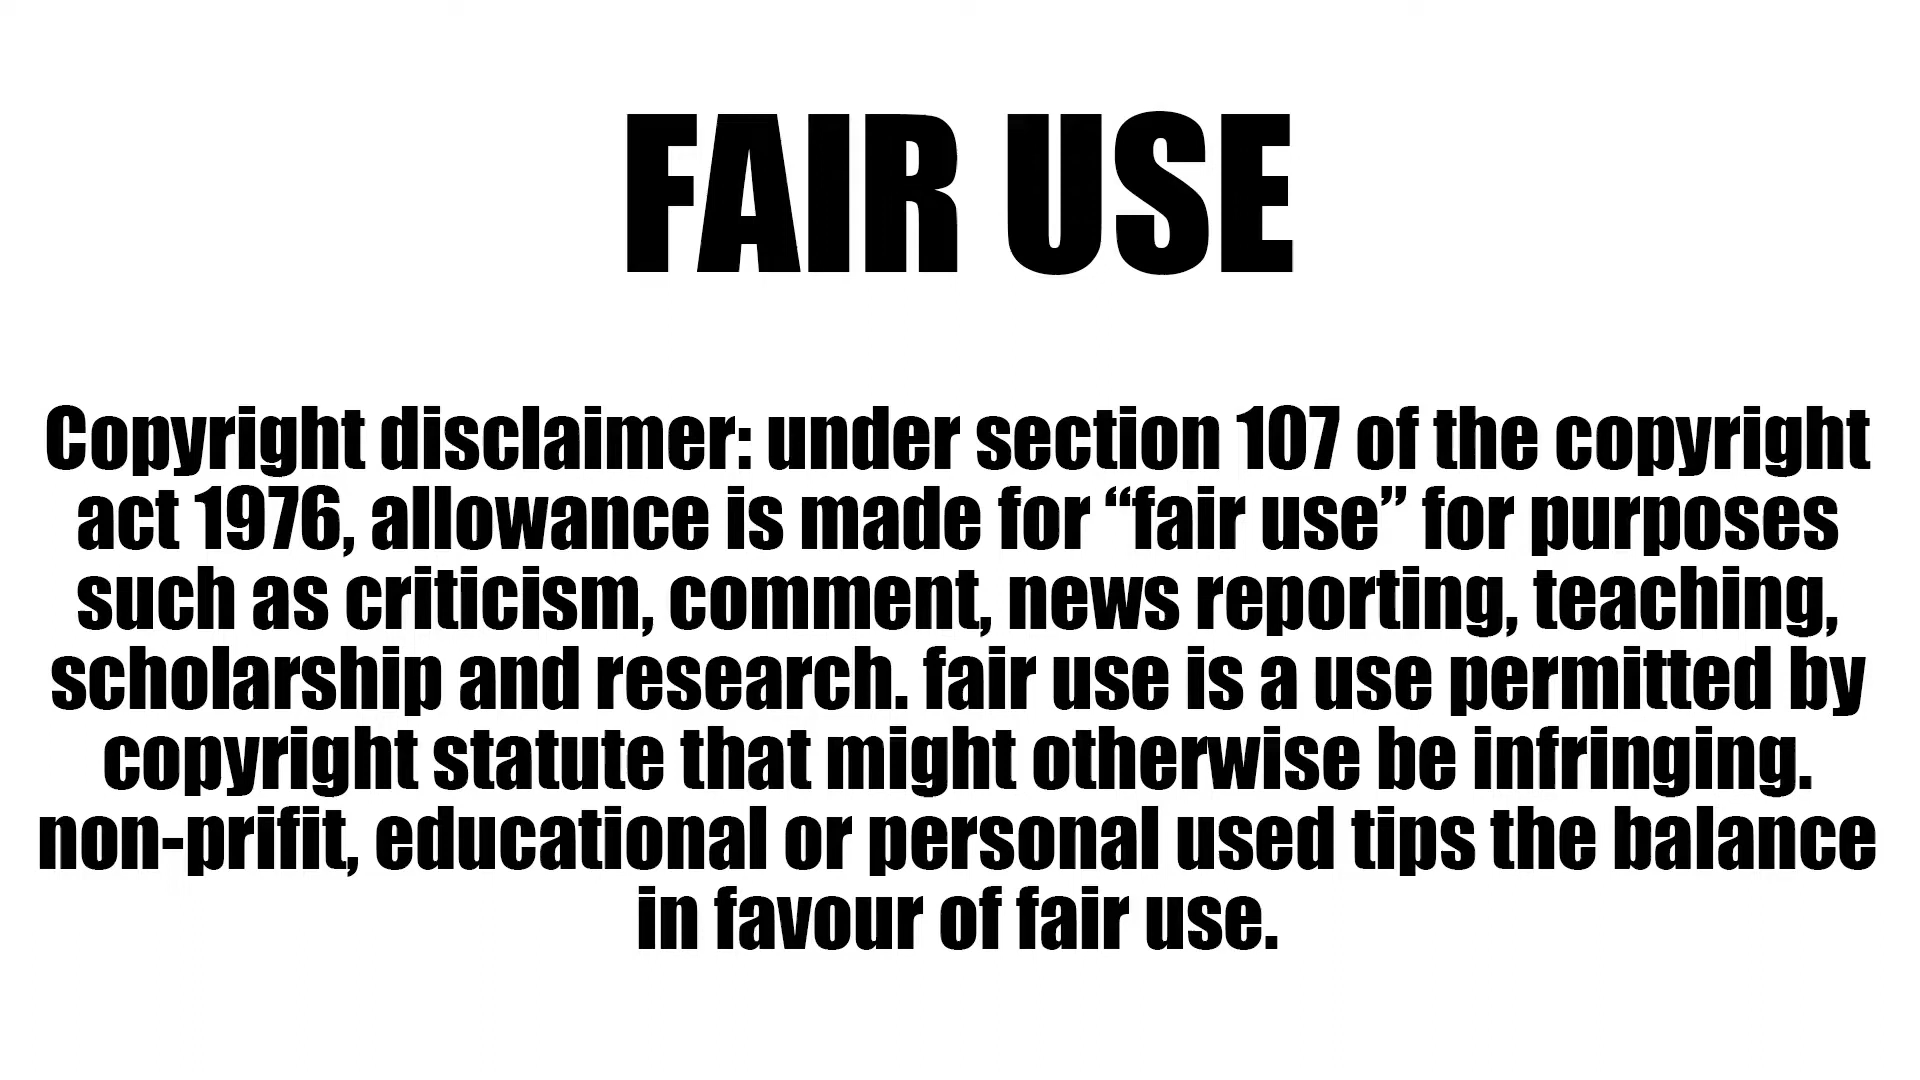 FAIR USE
Copyright disclaimer: under section 107 of the copyright
act 1976, allowance is made for “fair use” for purposes
such as criticism, comment, news reporting, teaching,
scholarship and research. fair use is a use permitted by
copyright statute that might otherwise be infringing.
non-prifit, educational or personal used tips the balance
in favour of fair use.